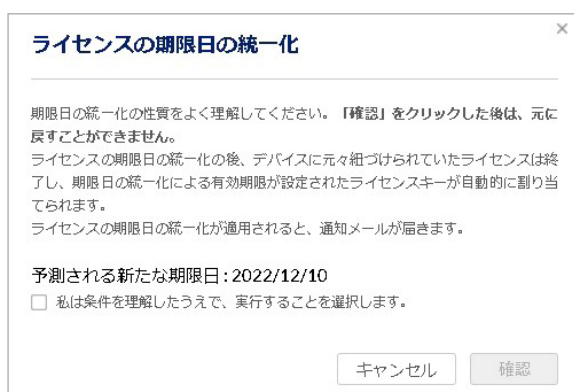 ライセンスの期限日の統一化
期限日の統一化の性質をよく理解してください。「確認」をクリックした後は、元に
戻すことができません。
ライセンスの期限日の統一化の後、デバイスに元々紐づけられていたライセンスは終
了し、期限日の統一化による有効期限が設定されたライセンスキーが自動的に割り当
てられます。
ライセンスの期限日の統一化が適用されると、通知メールが届きます。
予測される新たな期限日：2022/12/10
私は条件を理解したうえで、実行することを選択します。
キャンセル 確認